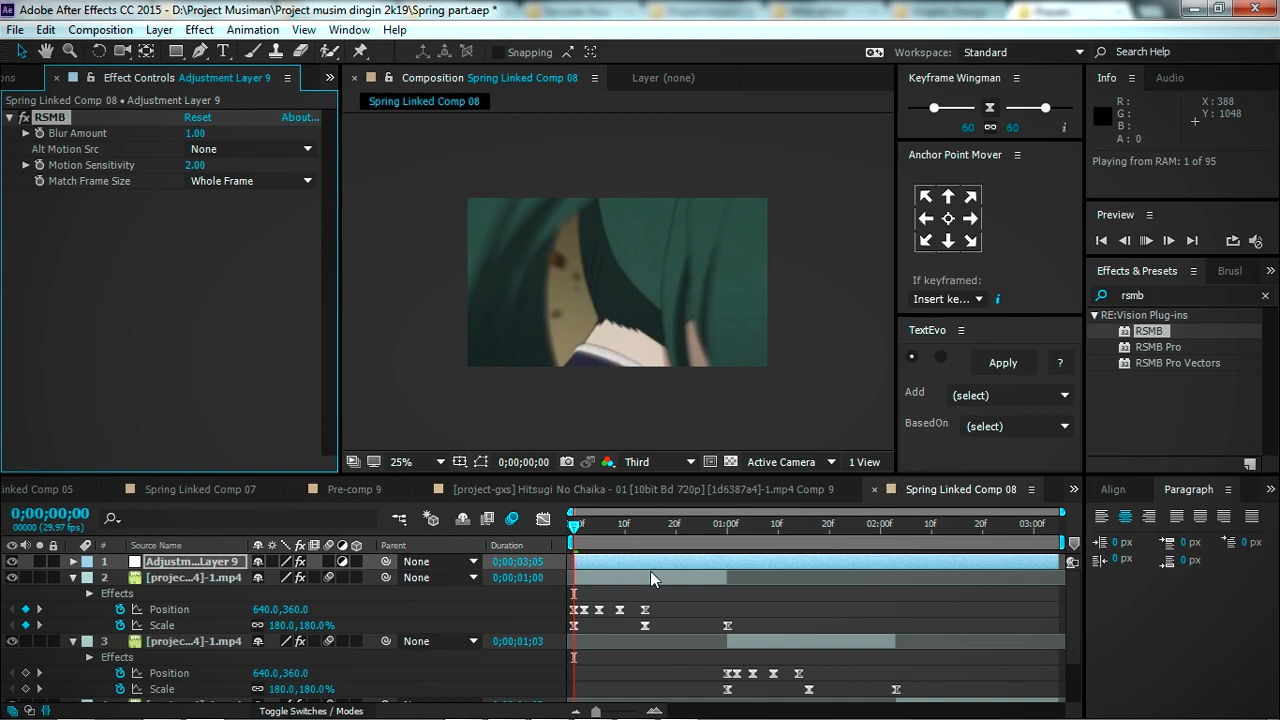 Adobe After Effects CC 2015 - D:\Project Musiman\Project musim dingin 2k19\Spring part.aep *
File Edit Composition Layer Effect Animation View Window Help
Snapping
Workspace: Standard
Search Help
ons
Effect Controls Adjustment Layer 9
Composition Spring Linked Comp 08
Layer (none)
Keyframe Wingman
Info
Audio
Spring Linked Comp 08 • Adjustment Layer 9
Spring Linked Comp 08
fx RSMB Reset About...
Blur Amount 1.00
Alt Motion Src None
Motion Sensitivity 2.00
Match Frame Size Whole Frame
60 60 i
R :
G :
B :
A : 0
X : 388
Y : 1048
Anchor Point Mover
Playing from RAM: 1 of 95
Preview
If keyframed:
Insert ke... i
Effects & Presets
Brusl
rsmb
RE:Vision Plug-ins
RSMB
RSMB Pro
RSMB Pro Vectors
TextEvo
Apply ?
Add (select)
BasedOn (select)
25% 0;00;00;00 Third Active Camera 1 View
inked Comp 05
Spring Linked Comp 07
Pre-comp 9
[project-gxs] Hitsugi No Chaika - 01 [10bit Bd 720p] [1d6387a4]-1.mp4 Comp 9
Spring Linked Comp 08
Align
Paragraph
0;00;00;00
00000 (29.97 fps)
0f 10f 20f 01:00f 10f 20f 02:00f 10f 20f 03:00f
# Source Name Parent Duration
1 Adjustm...Layer 9 None 0;00;03;05
2 [projec...4]-1.mp4 None 0;00;01;00
Effects
Position 640.0,360.0
Scale 180.0,180.0%
3 [projec...4]-1.mp4 None 0;00;01;03
Effects
Position 640.0,360.0
Scale 180.0,180.0%
Toggle Switches / Modes
0 px 0 px 0 px
0 px 0 px